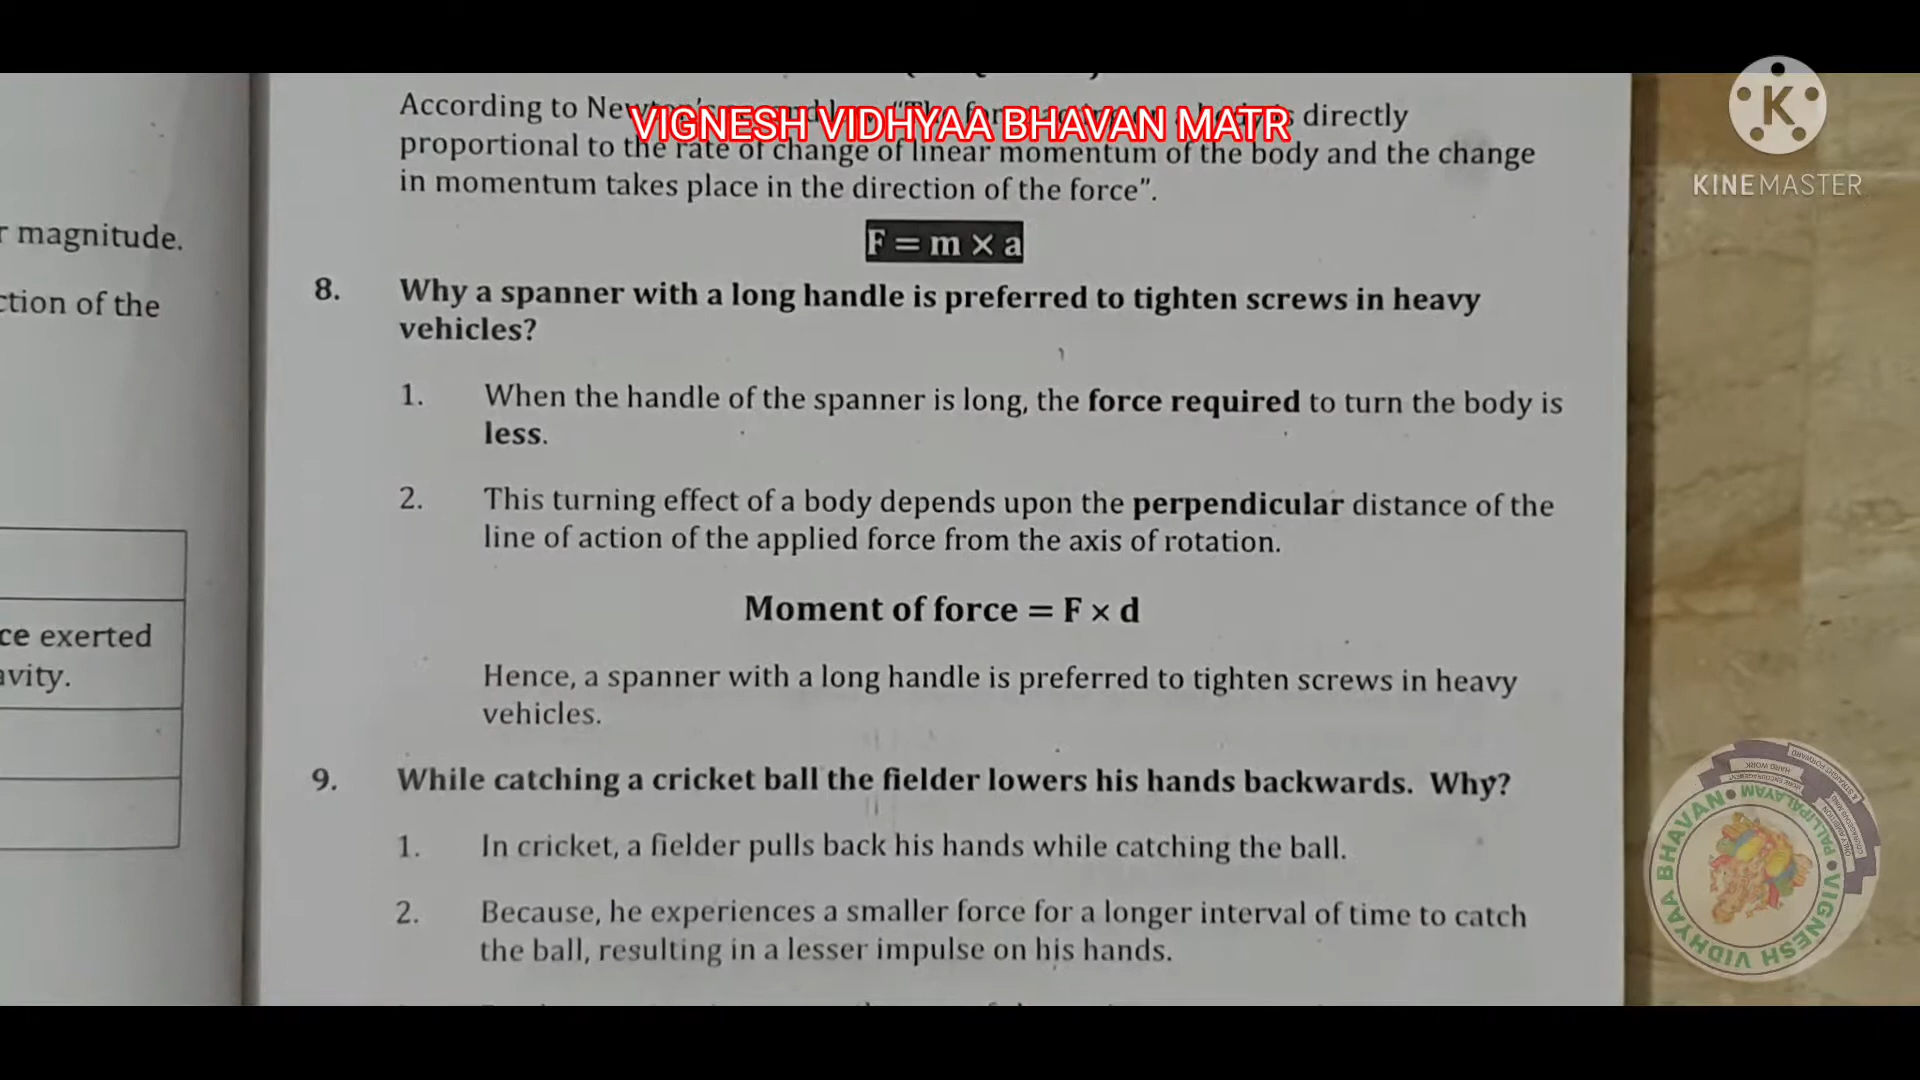 According to
VIGNESH VIDHYAA BHAVAN MATR
directly
proportional to the rate of change of linear momentum of the body and the change
in momentum takes place in the direction of the force”.
F = m × a
8. Why a spanner with a long handle is preferred to tighten screws in heavy
vehicles?
1. When the handle of the spanner is long, the force required to turn the body is
less.
2. This turning effect of a body depends upon the perpendicular distance of the
line of action of the applied force from the axis of rotation.
Moment of force = F × d
Hence, a spanner with a long handle is preferred to tighten screws in heavy
vehicles.
9. While catching a cricket ball the fielder lowers his hands backwards. Why?
1. In cricket, a fielder pulls back his hands while catching the ball.
2. Because, he experiences a smaller force for a longer interval of time to catch
the ball, resulting in a lesser impulse on his hands.
magnitude.
ction of the
ce exerted
avity.
K
KINEMASTER
VIGNESH VIDHYAA BHAVAN • MAYALAM
HARD WORK